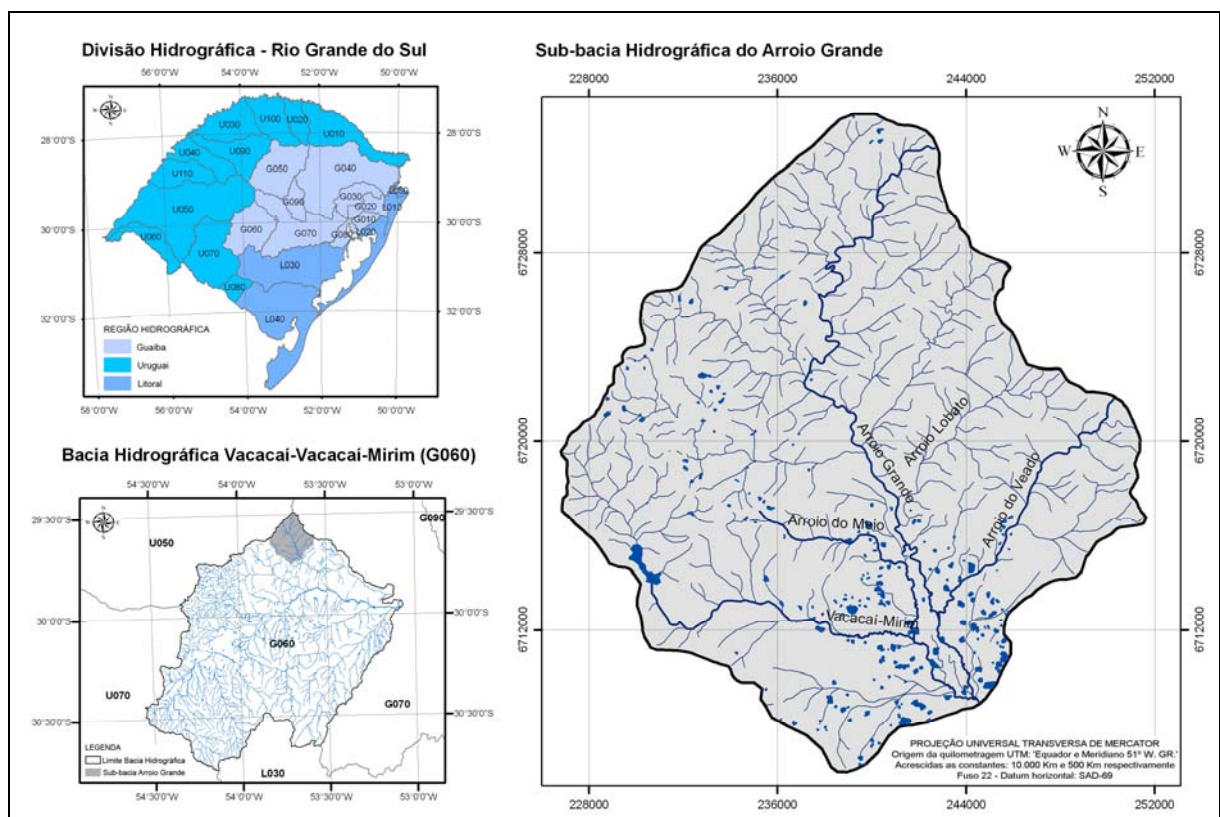 Divisão Hidrográfica - Rio Grande do Sul
56°0'0"W 54°0'0"W 52°0'0"W 50°0'0"W
28°0'0"S 28°0'0"S
30°0'0"S 30°0'0"S
32°0'0"S 32°0'0"S
N
W E
S
U030 U100 U020 U010
U040 U090
U110
G050 G040
U050
G090
G030
G020
G010
L010
U060
U070
G060
G070
G080
L020
L030
U080
L040
REGIÃO HIDROGRÁFICA
Guaíba
Uruguai
Litoral
58°0'0"W 56°0'0"W 54°0'0"W 52°0'0"W 50°0'0"W
Bacia Hidrográfica Vacacaí-Vacacaí-Mirim (G060)
54°30'0"W 54°0'0"W 53°30'0"W 53°0'0"W
29°30'0"S 29°30'0"S
30°0'0"S 30°0'0"S
30°30'0"S 30°30'0"S
N
W E
S
G090
U050
G060
U070
G070
L030
LEGENDA
Limite Bacia Hidrográfica
Sub-bacia Arroio Grande
54°30'0"W 54°0'0"W 53°30'0"W 53°0'0"W
Sub-bacia Hidrográfica do Arroio Grande
228000 236000 244000 252000
6728000 6728000
6720000 6720000
6712000 6712000
N
W E
S
Arroio Grande
Arroio Lobato
Arroio do Veado
Arroio do Meio
Vacacaí-Mirim
PROJEÇÃO UNIVERSAL TRANSVERSA DE MERCATOR
Origem da quilometragem UTM: 'Equador e Meridiano 51º W. GR.'
Acrescidas as constantes: 10.000 Km e 500 Km respectivamente
Fuso 22 - Datum horizontal: SAD-69
228000 236000 244000 252000